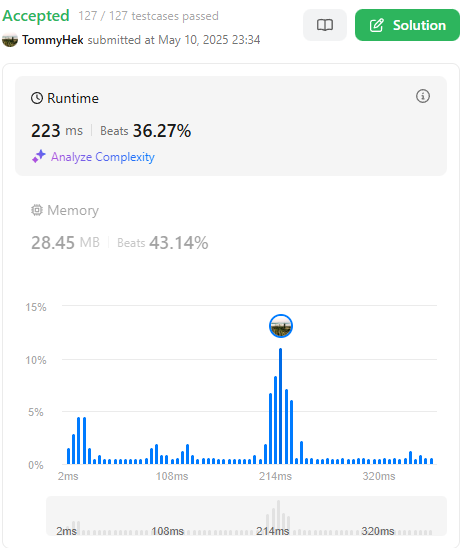 Accepted 127 / 127 testcases passed
Solution
TommyHek submitted at May 10, 2025 23:34
Runtime
223 ms Beats 36.27%
Analyze Complexity
Memory
28.45 MB Beats 43.14%
15%
10%
5%
0%
2ms 108ms 214ms 320ms
2ms 108ms 214ms 320ms